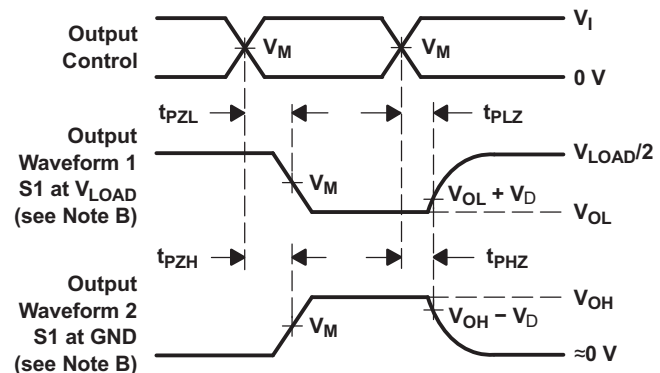 Output
Control
V_M
V_M
V_I
0 V
t_PZL
t_PLZ
Output
Waveform 1
S1 at V_LOAD
(see Note B)
V_M
V_LOAD/2
V_OL + V_D
V_OL
t_PZH
t_PHZ
Output
Waveform 2
S1 at GND
(see Note B)
V_M
V_OH
V_OH − V_D
≈0 V